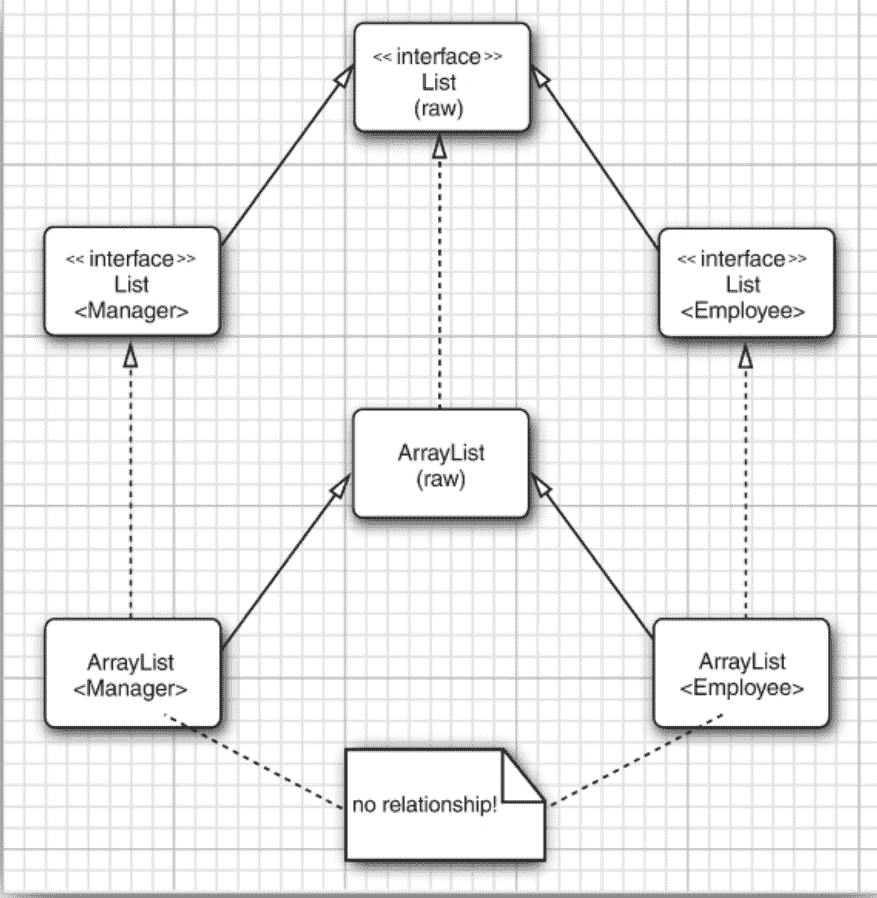 << interface >>
List
(raw)
<< interface >>
List
<Manager>
<< interface >>
List
<Employee>
ArrayList
(raw)
ArrayList
<Manager>
ArrayList
<Employee>
no relationship!